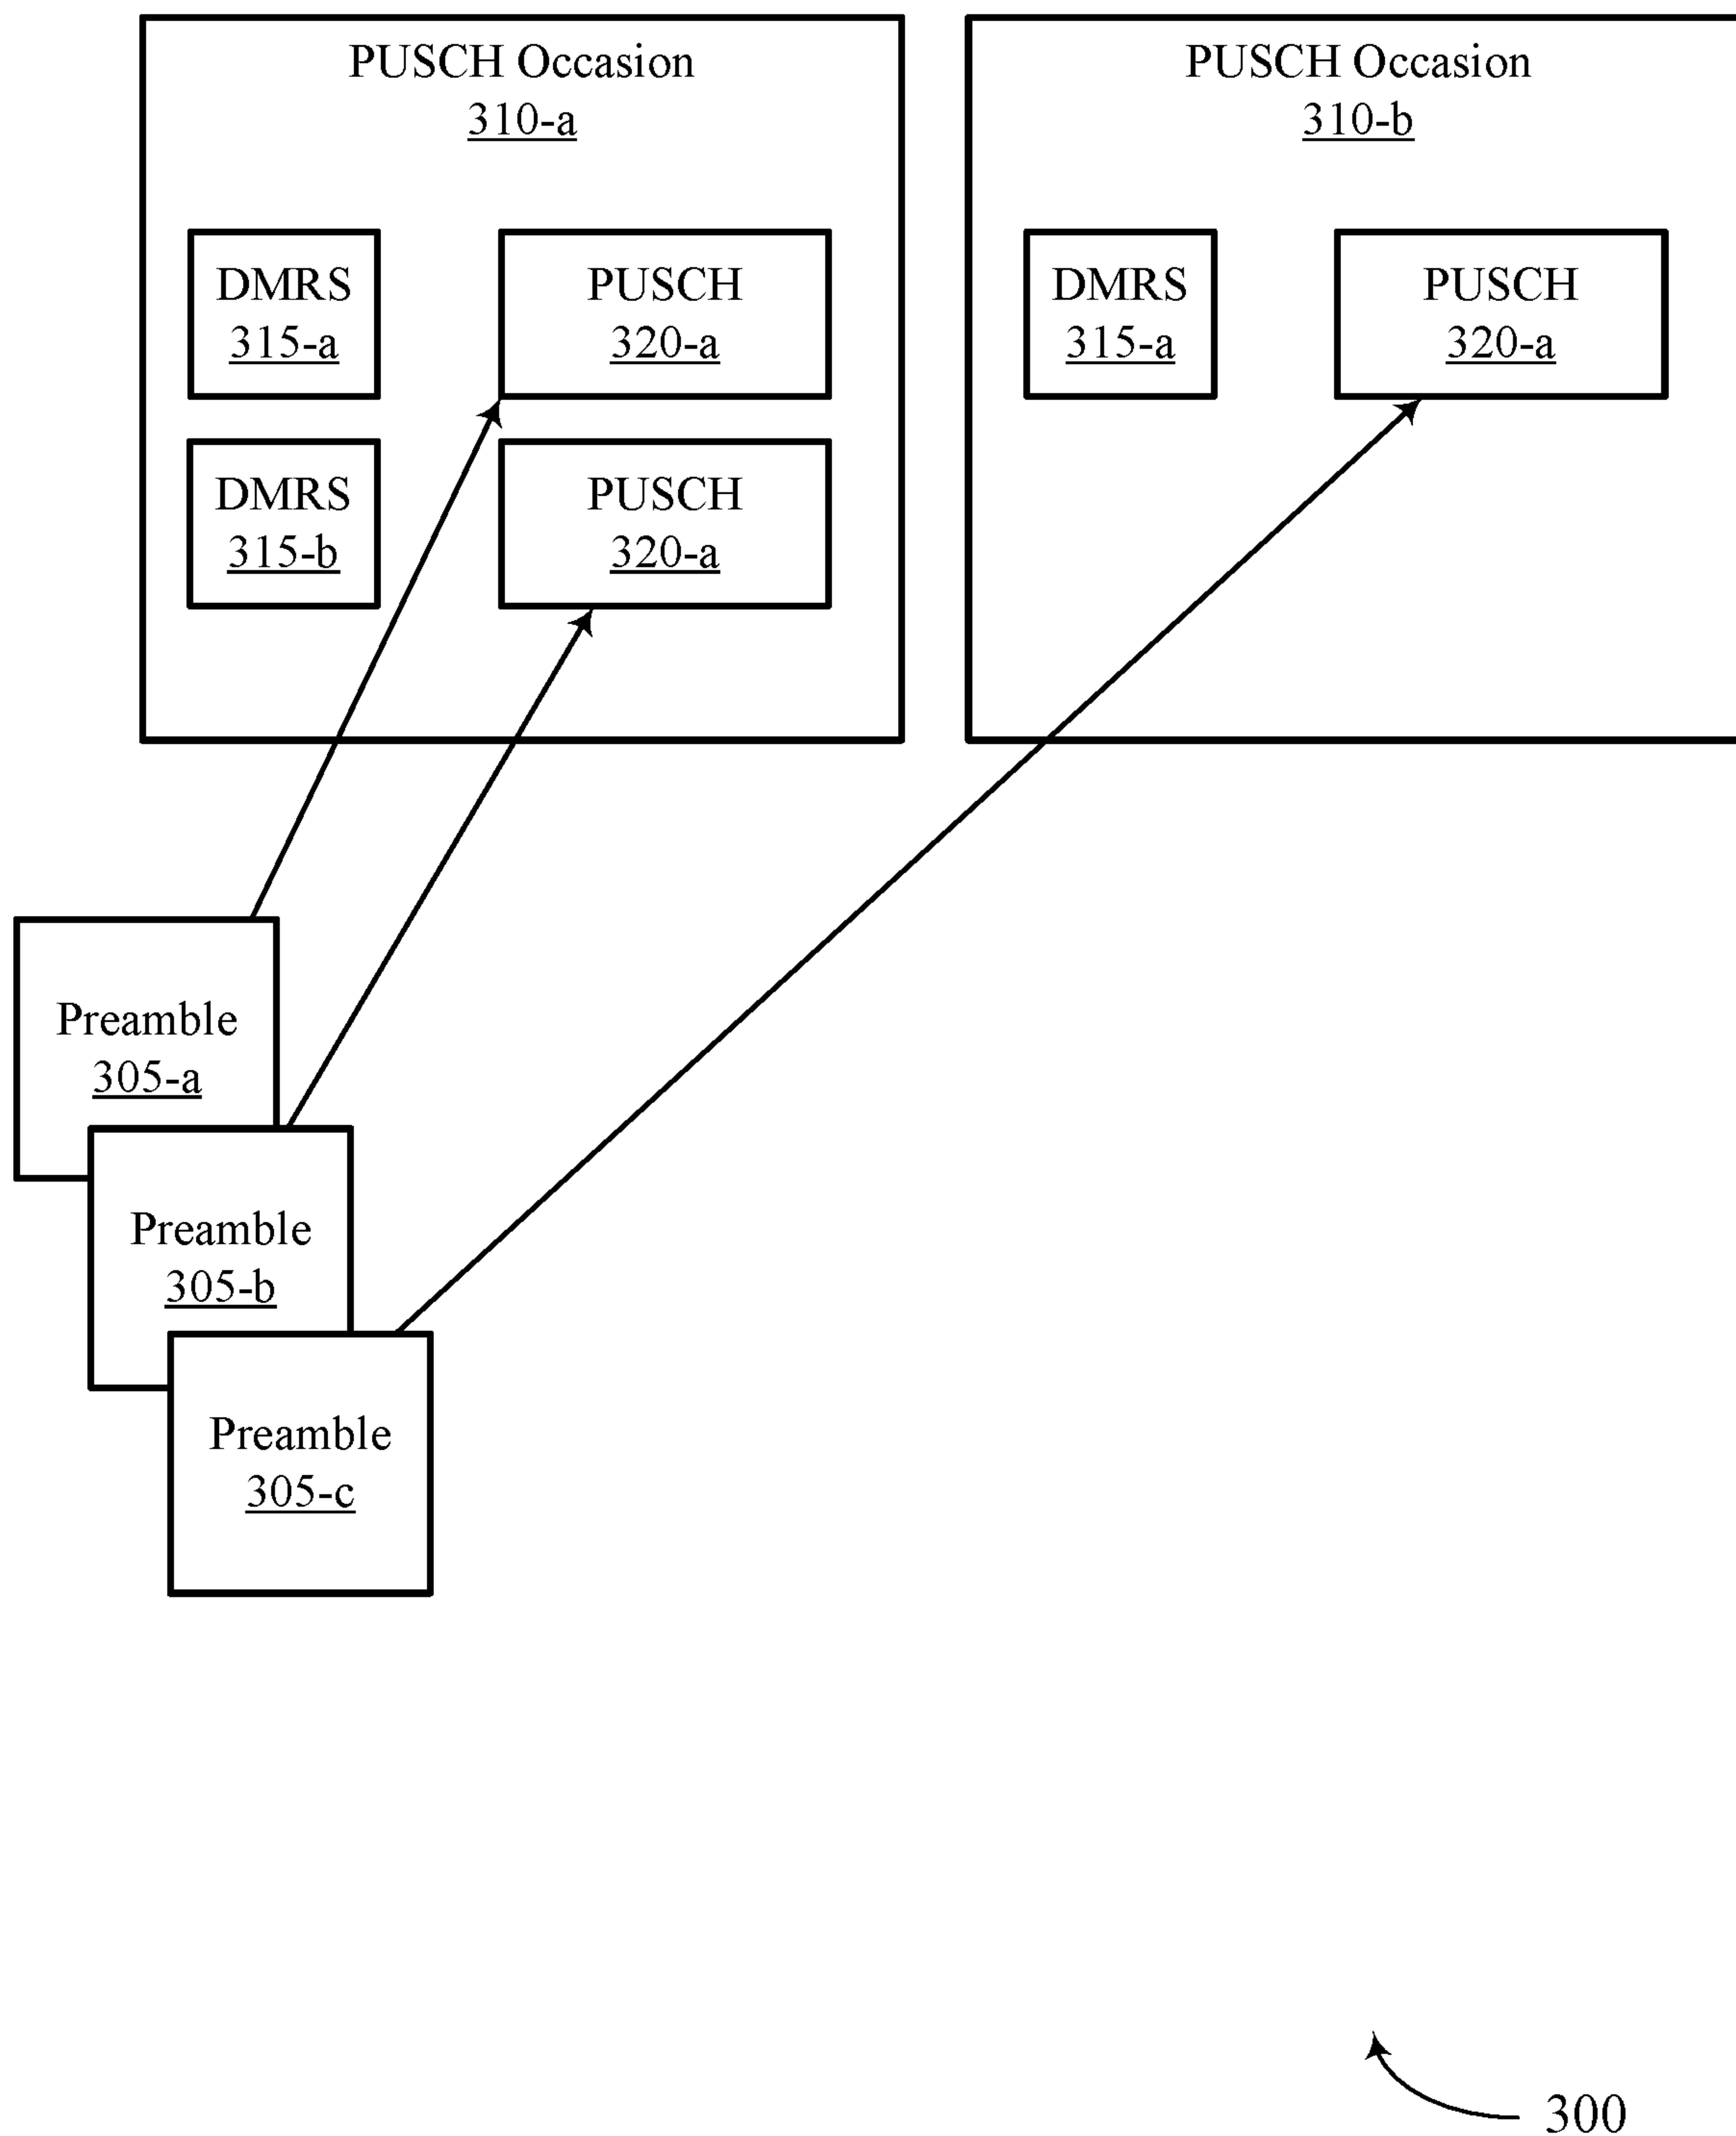 PUSCH Occasion
310-a
DMRS
315-a
PUSCH
320-a
DMRS
315-b
PUSCH
320-a
PUSCH Occasion
310-b
DMRS
315-a
PUSCH
320-a
Preamble
305-a
Preamble
305-b
Preamble
305-c
300